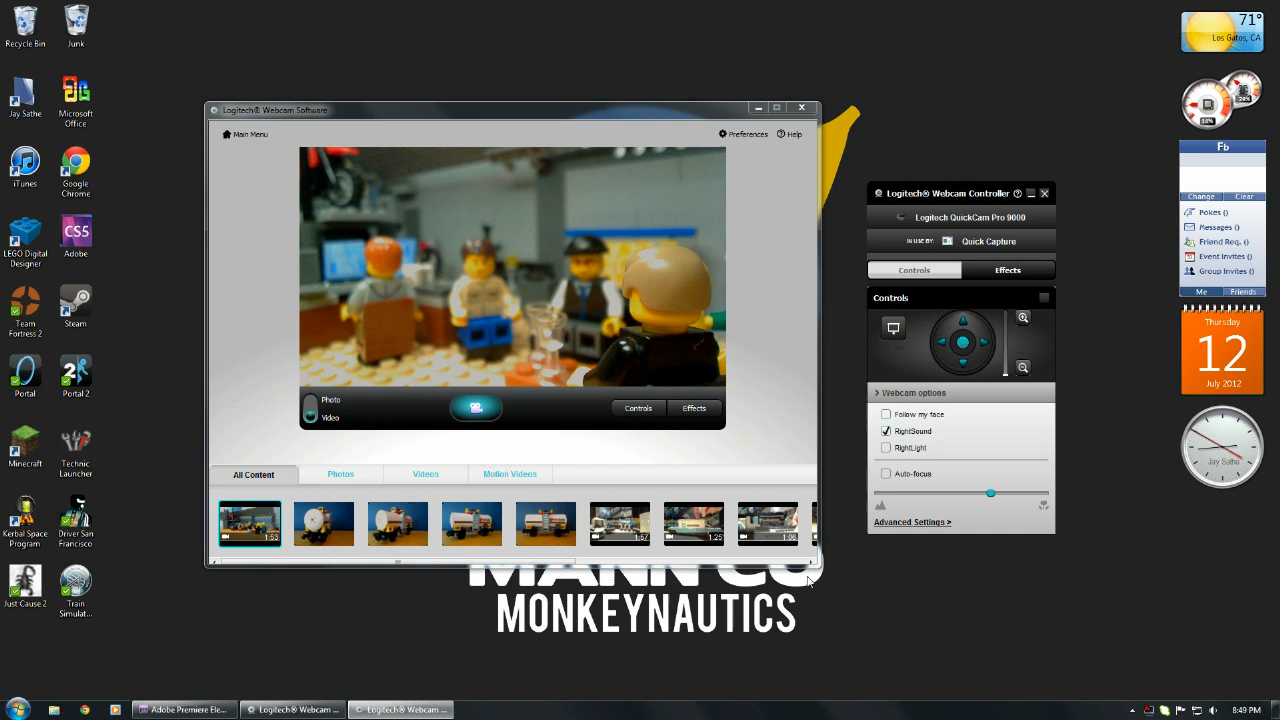 Recycle Bin
Junk
Jay Sathe
Microsoft
Office
iTunes
Google
Chrome
LEGO Digital
Designer
CS5
Adobe
Team
Fortress 2
Steam
Portal
2
Portal 2
Minecraft
Technic
Launcher
Kerbal Space
Program
Driver San
Francisco
Just Cause 2
Train
Simulat...
Logitech® Webcam Software
Main Menu
Preferences
Help
Photo
Video
Controls
Effects
All Content
Photos
Videos
Motion Videos
1:53
1:57
1:25
1:06
MANN CO
MONKEYNAUTICS
Logitech® Webcam Controller
Logitech QuickCam Pro 9000
IN USE BY:
Quick Capture
Controls
Effects
Controls
Webcam options
Follow my face
RightSound
RightLight
Auto-focus
Advanced Settings >
71°
Los Gatos, CA
Fb
Change
Clear
Pokes ()
Messages ()
Friend Req. ()
Event Invites ()
Group Invites ()
Me
Friends
Thursday
12
July 2012
Jay Sathe
Adobe Premiere Ele...
Logitech® Webcam ...
Logitech® Webcam ...
8:49 PM